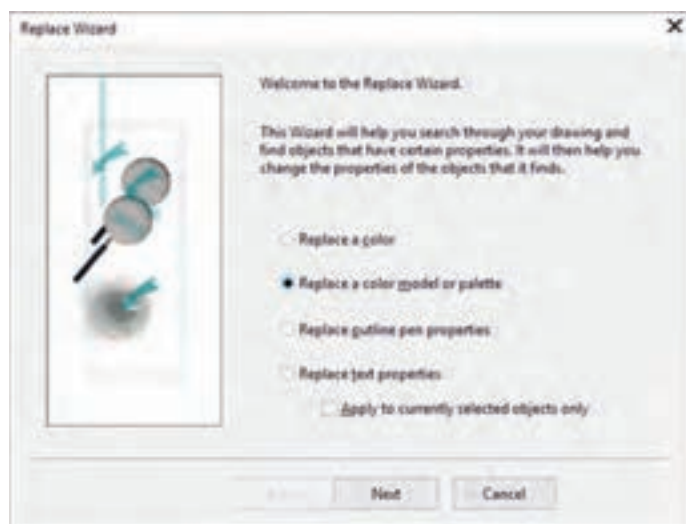 Replace Wizard
Welcome to the Replace Wizard.
This Wizard will help you search through your drawing and
find objects that have certain properties. It will then help you
change the properties of the objects that it finds.
Replace a color
Replace a color model or palette
Replace outline pen properties
Replace text properties
Apply to currently selected objects only
Next
Cancel